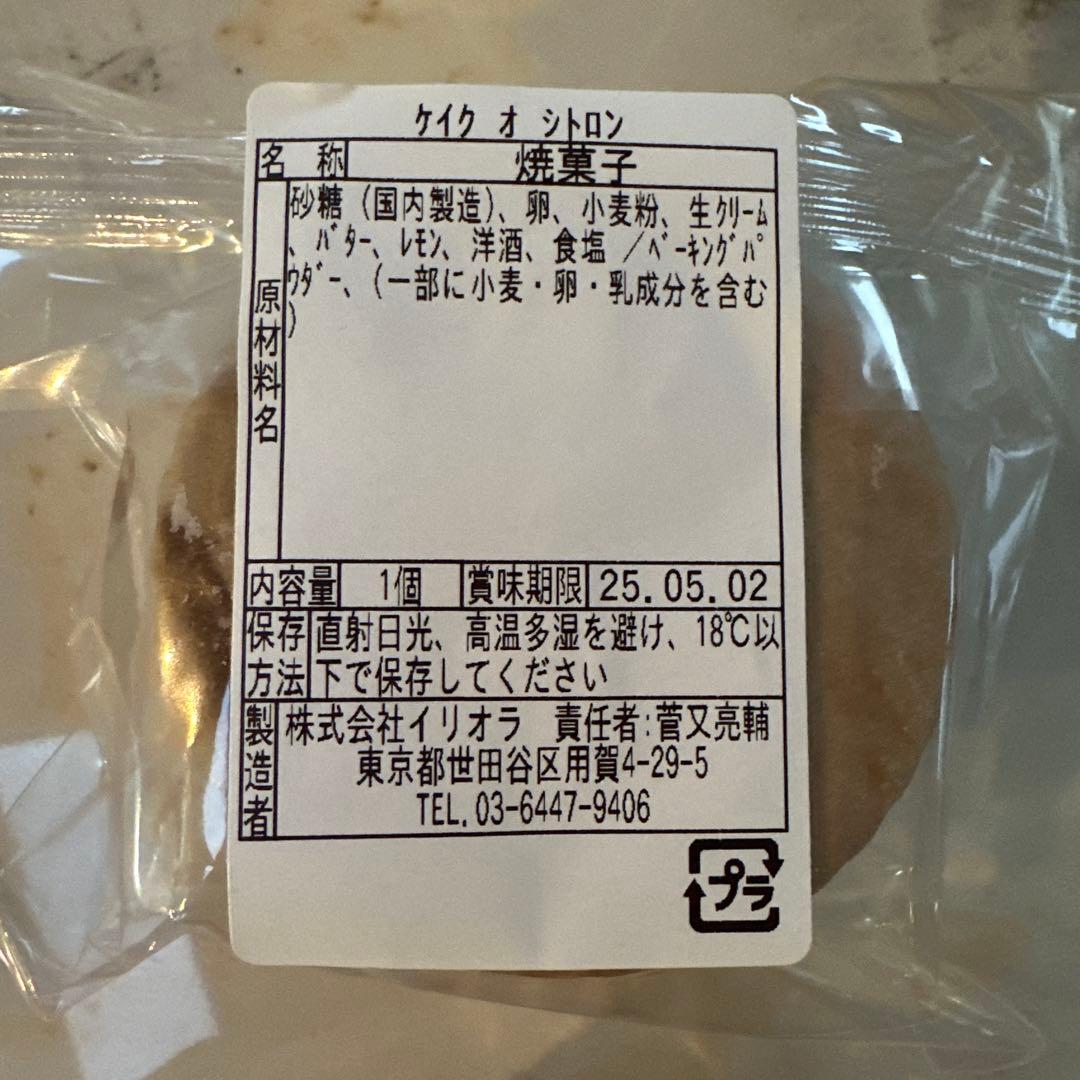 ケイク オ シトロン
名 称 焼菓子
原材料名
砂糖(国内製造)、卵、小麦粉、生クリーム
、バター、レモン、洋酒、食塩/ベーキングパ
ウダー、(一部に小麦・卵・乳成分を含む
)
内容量 1個 賞味期限 25.05.02
保存方法
直射日光、高温多湿を避け、18℃以
下で保存してください
製造者
株式会社イリオラ 責任者:菅又亮輔
東京都世田谷区用賀4-29-5
TEL.03-6447-9406
プラ